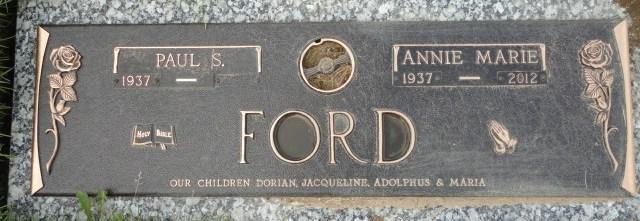 PAUL S.
1937 —
ANNIE MARIE
1937 — 2012
HOLY BIBLE
FORD
OUR CHILDREN DORIAN, JACQUELINE, ADOLPHUS & MARIA